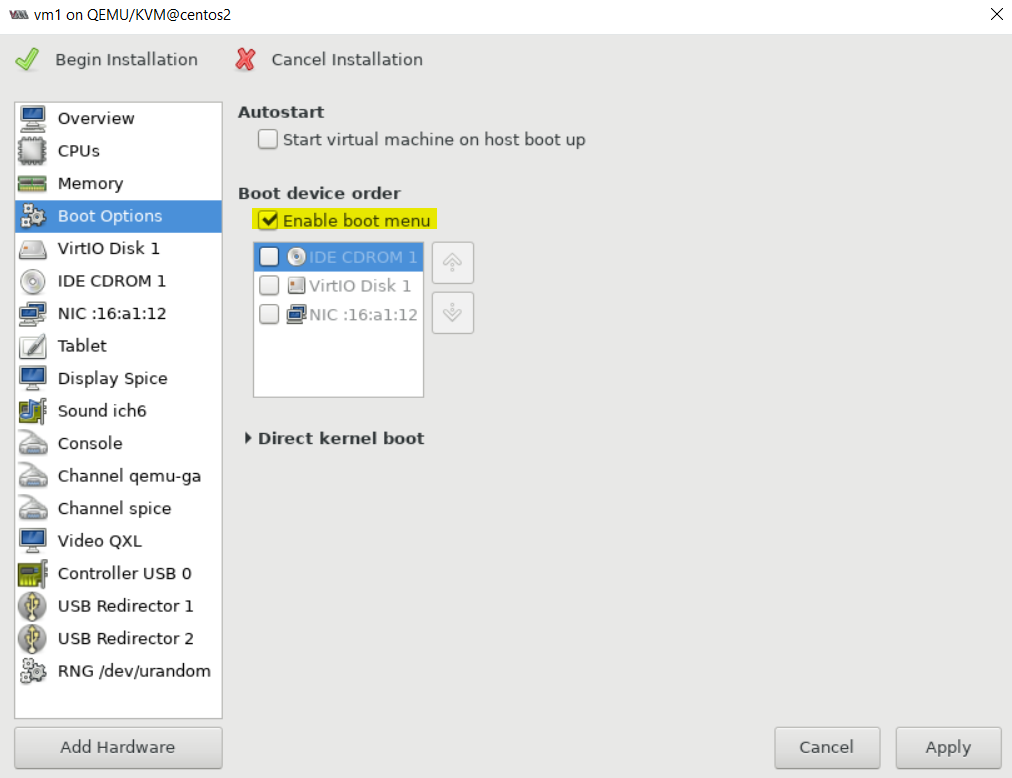 vm1 on QEMU/KVM@centos2
Begin Installation
Cancel Installation
Overview
CPUs
Memory
Boot Options
VirtIO Disk 1
IDE CDROM 1
NIC :16:a1:12
Tablet
Display Spice
Sound ich6
Console
Channel qemu-ga
Channel spice
Video QXL
Controller USB 0
USB Redirector 1
USB Redirector 2
RNG /dev/urandom
Add Hardware
Autostart
Start virtual machine on host boot up
Boot device order
Enable boot menu
IDE CDROM 1
VirtIO Disk 1
NIC :16:a1:12
Direct kernel boot
Cancel
Apply